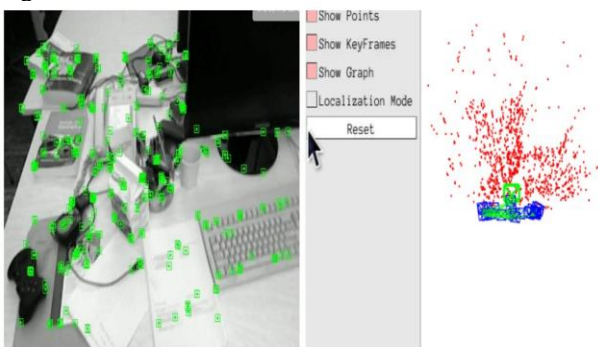 Show Points
Show KeyFrames
Show Graph
Localization Mode
Reset